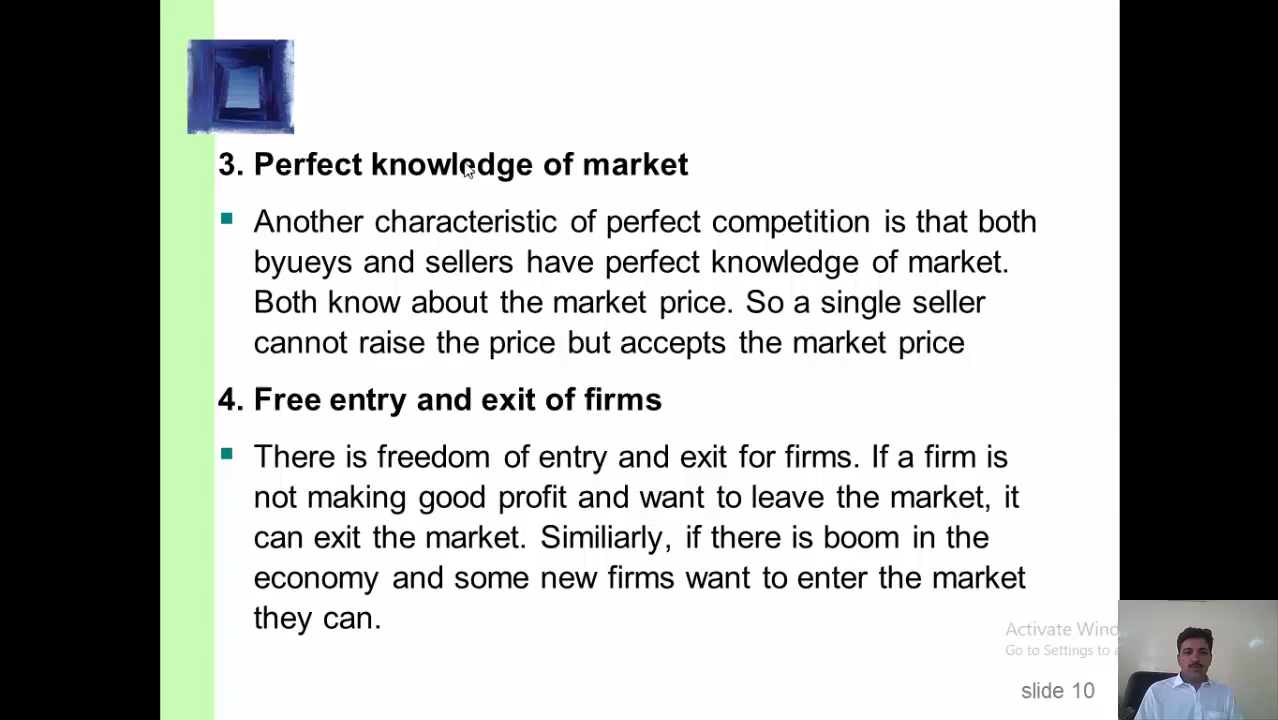 3. Perfect knowledge of market
Another characteristic of perfect competition is that both
byueys and sellers have perfect knowledge of market.
Both know about the market price. So a single seller
cannot raise the price but accepts the market price
4. Free entry and exit of firms
There is freedom of entry and exit for firms. If a firm is
not making good profit and want to leave the market, it
can exit the market. Similiarly, if there is boom in the
economy and some new firms want to enter the market
they can.
Activate Wind
Go to Settings to a
slide 10